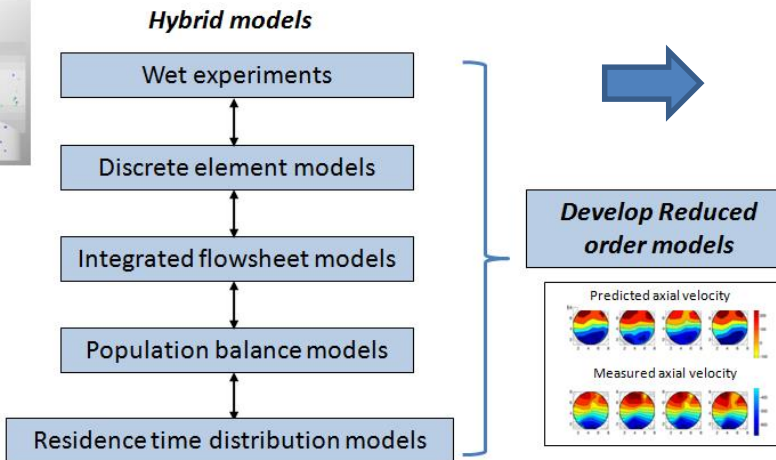 Hybrid models
Wet experiments
Discrete element models
Integrated flowsheet models
Population balance models
Residence time distribution models
Develop Reduced
order models
Predicted axial velocity
Measured axial velocity